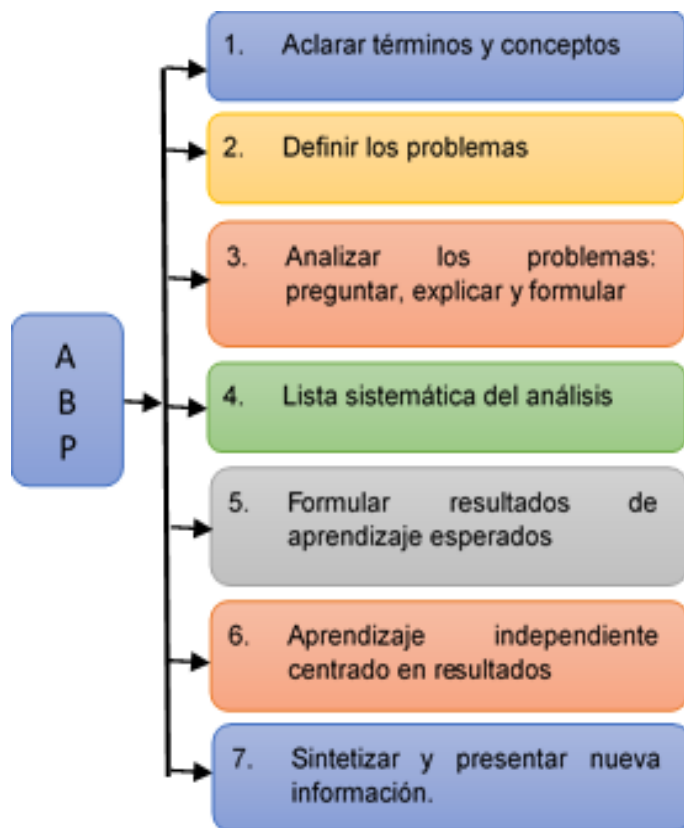 1. Aclarar términos y conceptos
2. Definir los problemas
3. Analizar los problemas:
preguntar, explicar y formular
A
B
P
4. Lista sistemática del análisis
5. Formular resultados de
aprendizaje esperados
6. Aprendizaje independiente
centrado en resultados
7. Sintetizar y presentar nueva
información.